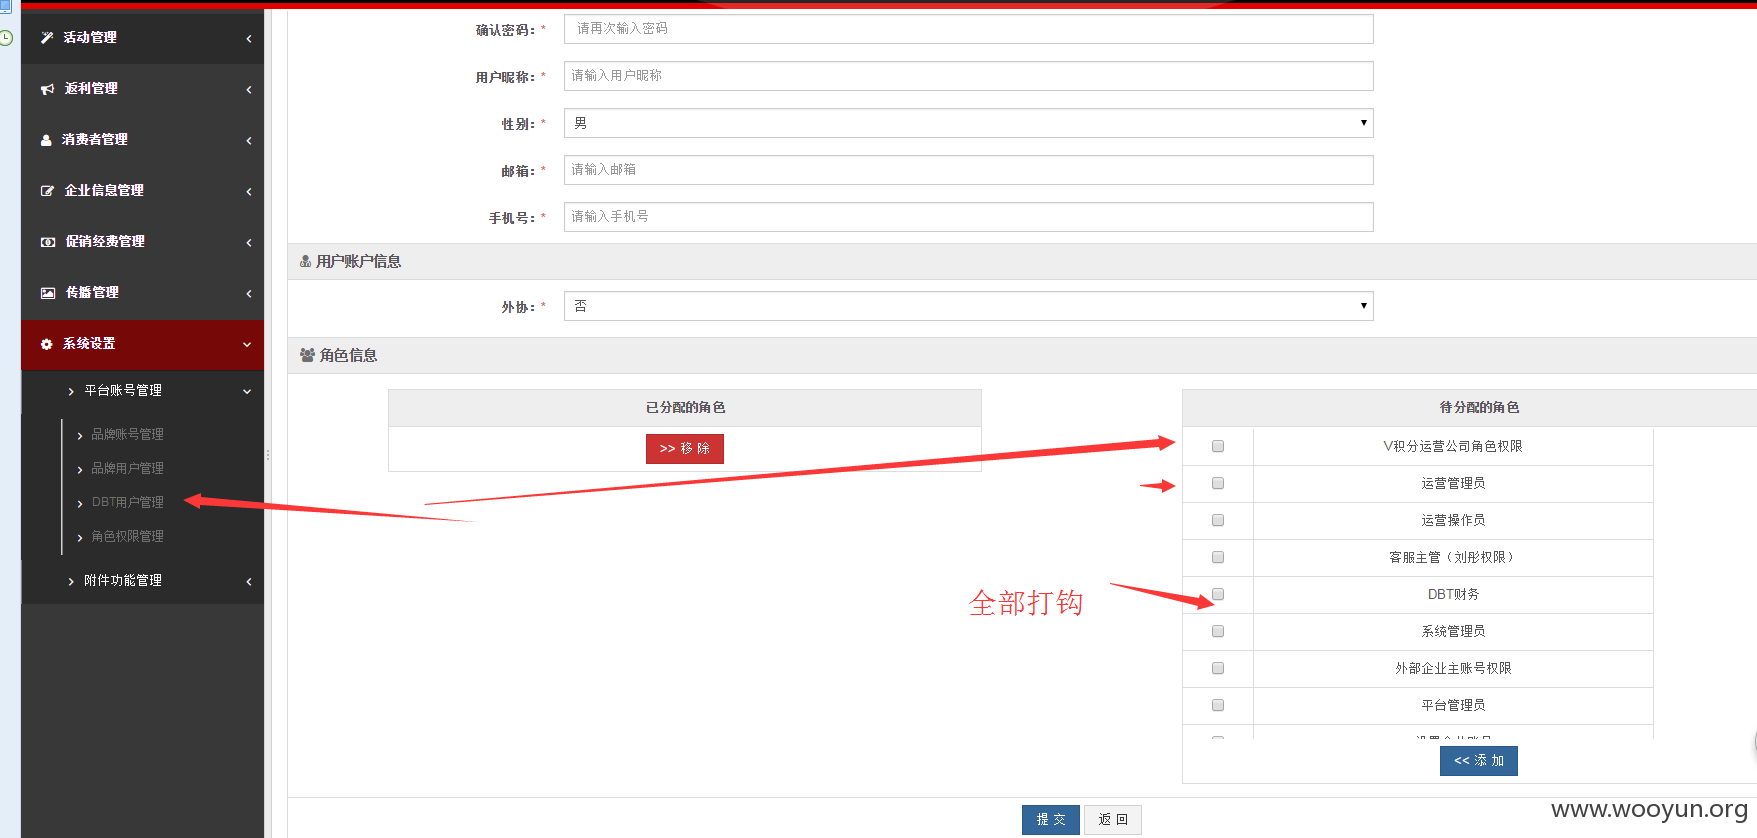 活动管理
返利管理
消费者管理
企业信息管理
促销经费管理
传播管理
系统设置
平台账号管理
品牌账号管理
品牌用户管理
DBT用户管理
角色权限管理
附件功能管理
确认密码：* 请再次输入密码
用户昵称：* 请输入用户昵称
性别：* 男
邮箱：* 请输入邮箱
手机号：* 请输入手机号
用户账户信息
外协：* 否
角色信息
已分配的角色
>> 移 除
待分配的角色
V积分运营公司角色权限
运营管理员
运营操作员
客服主管（刘彤权限）
DBT财务
系统管理员
外部企业主账号权限
平台管理员
<< 添 加
全部打钩
提 交
返 回
www.wooyun.org